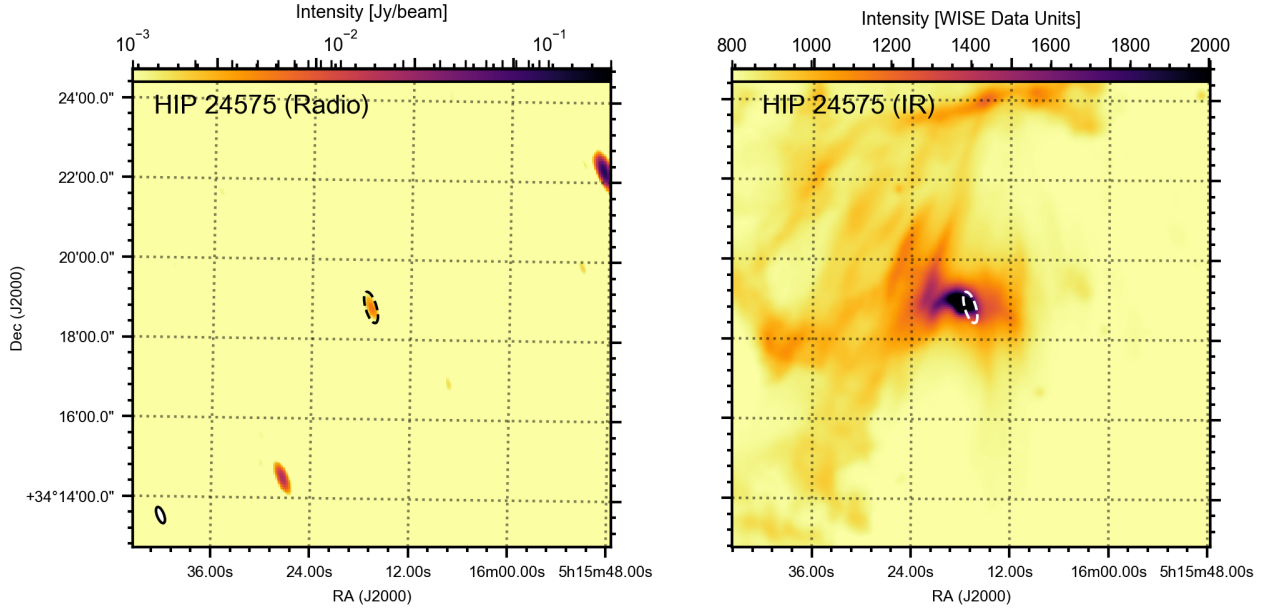 Intensity [Jy/beam]
10−3 10−2 10−1
HIP 24575 (Radio)
24'00.0"
22'00.0"
20'00.0"
18'00.0"
16'00.0"
+34°14'00.0"
Dec (J2000)
36.00s 24.00s 12.00s 16m00.00s 5h15m48.00s
RA (J2000)
Intensity [WISE Data Units]
800 1000 1200 1400 1600 1800 2000
HIP 24575 (IR)
36.00s 24.00s 12.00s 16m00.00s 5h15m48.00s
RA (J2000)